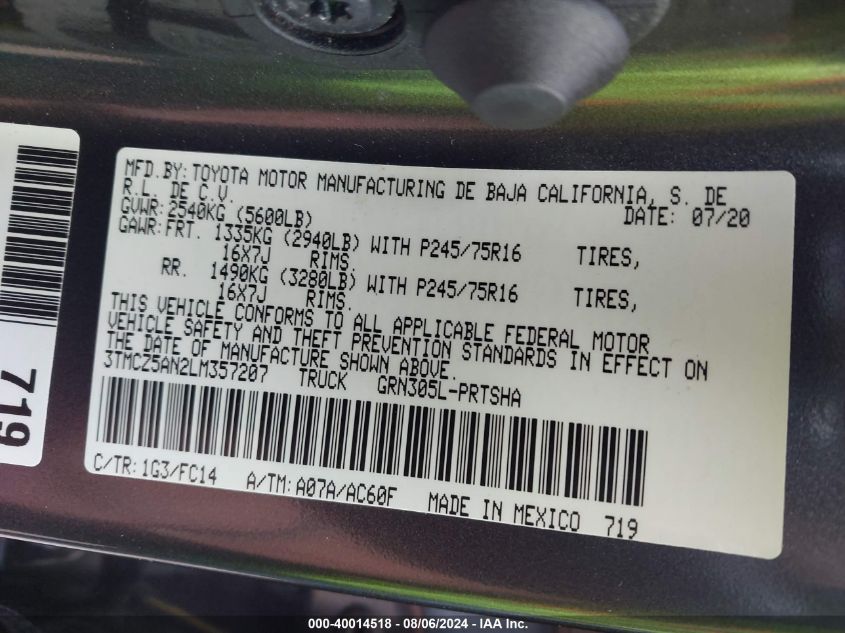 MFD.BY: TOYOTA MOTOR MANUFACTURING DE BAJA CALIFORNIA, S. DE
R.L. DE C.V. DATE: 07/20
GVWR: 2540KG (5600LB)
GAWR: FRT. 1335KG (2940LB) WITH P245/75R16 TIRES,
16X7J RIMS.
RR. 1490KG (3280LB) WITH P245/75R16 TIRES,
16X7J RIMS.
THIS VEHICLE CONFORMS TO ALL APPLICABLE FEDERAL MOTOR
VEHICLE SAFETY AND THEFT PREVENTION STANDARDS IN EFFECT ON
THE DATE OF MANUFACTURE SHOWN ABOVE.
3TMCZ5AN2LM357207 TRUCK GRN305L-PRTSHA
C/TR: 1G3/FC14 A/TM: A07A/AC60F MADE IN MEXICO 719
719
000-40014518 - 08/06/2024 - IAA Inc.